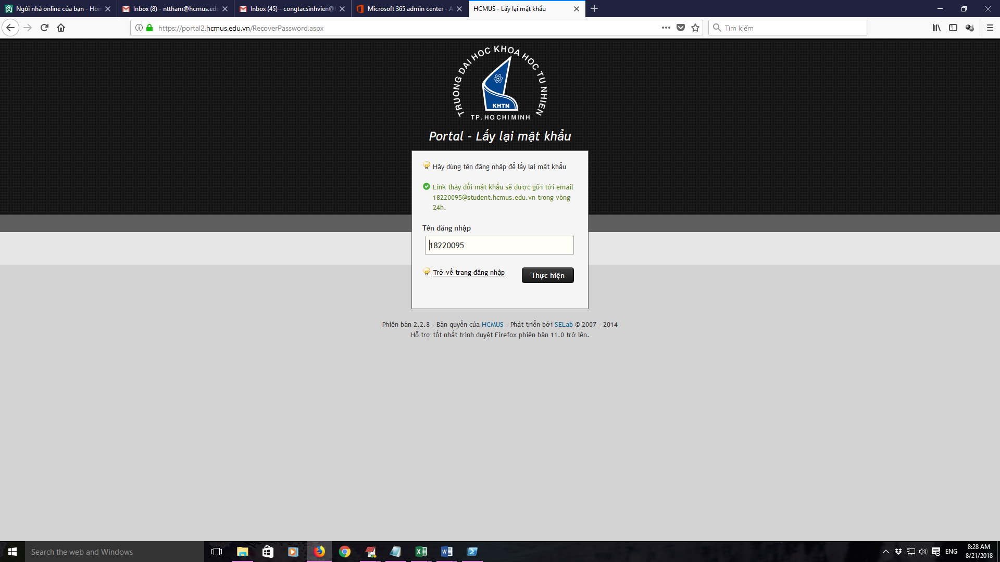 Ngôi nhà online của bạn - Hon
Inbox (8) - nttham@hcmus.edu
Inbox (45) - congtacsinhvien@
Microsoft 365 admin center - A
HCMUS - Lấy lại mật khẩu
https://portal2.hcmus.edu.vn/RecoverPassword.aspx
Tìm kiếm
TRUONG DAI HOC KHOA HOC TU NHIEN
KHTN
TP. HO CHI MINH
Portal - Lấy lại mật khẩu
Hãy dùng tên đăng nhập để lấy lại mật khẩu
Link thay đổi mật khẩu sẽ được gửi tới email
18220095@student.hcmus.edu.vn trong vòng
24h.
Tên đăng nhập
18220095
Trở về trang đăng nhập
Thực hiện
Phiên bản 2.2.8 - Bản quyền của HCMUS - Phát triển bởi SELab © 2007 - 2014
Hỗ trợ tốt nhất trình duyệt Firefox phiên bản 11.0 trở lên.
Search the web and Windows
ENG
8:28 AM
8/21/2018